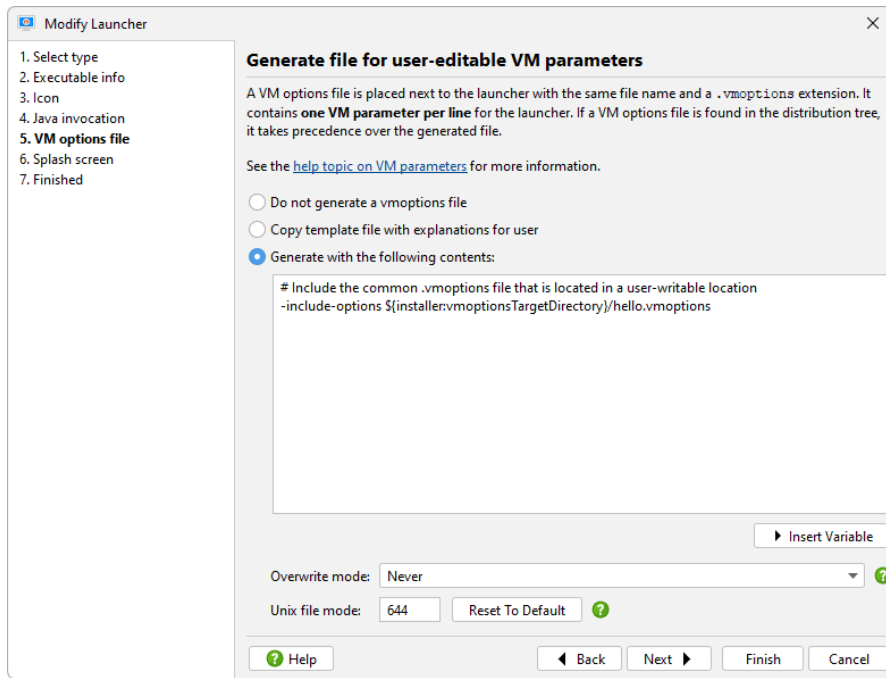 Modify Launcher
1. Select type
2. Executable info
3. Icon
4. Java invocation
5. VM options file
6. Splash screen
7. Finished
Generate file for user-editable VM parameters
A VM options file is placed next to the launcher with the same file name and a .vmoptions extension. It
contains one VM parameter per line for the launcher. If a VM options file is found in the distribution tree,
it takes precedence over the generated file.
See the help topic on VM parameters for more information.
Do not generate a vmoptions file
Copy template file with explanations for user
Generate with the following contents:
# Include the common .vmoptions file that is located in a user-writable location
-include-options ${installer:vmoptionsTargetDirectory}/hello.vmoptions
Insert Variable
Overwrite mode: Never ?
Unix file mode: 644 Reset To Default ?
? Help Back Next Finish Cancel